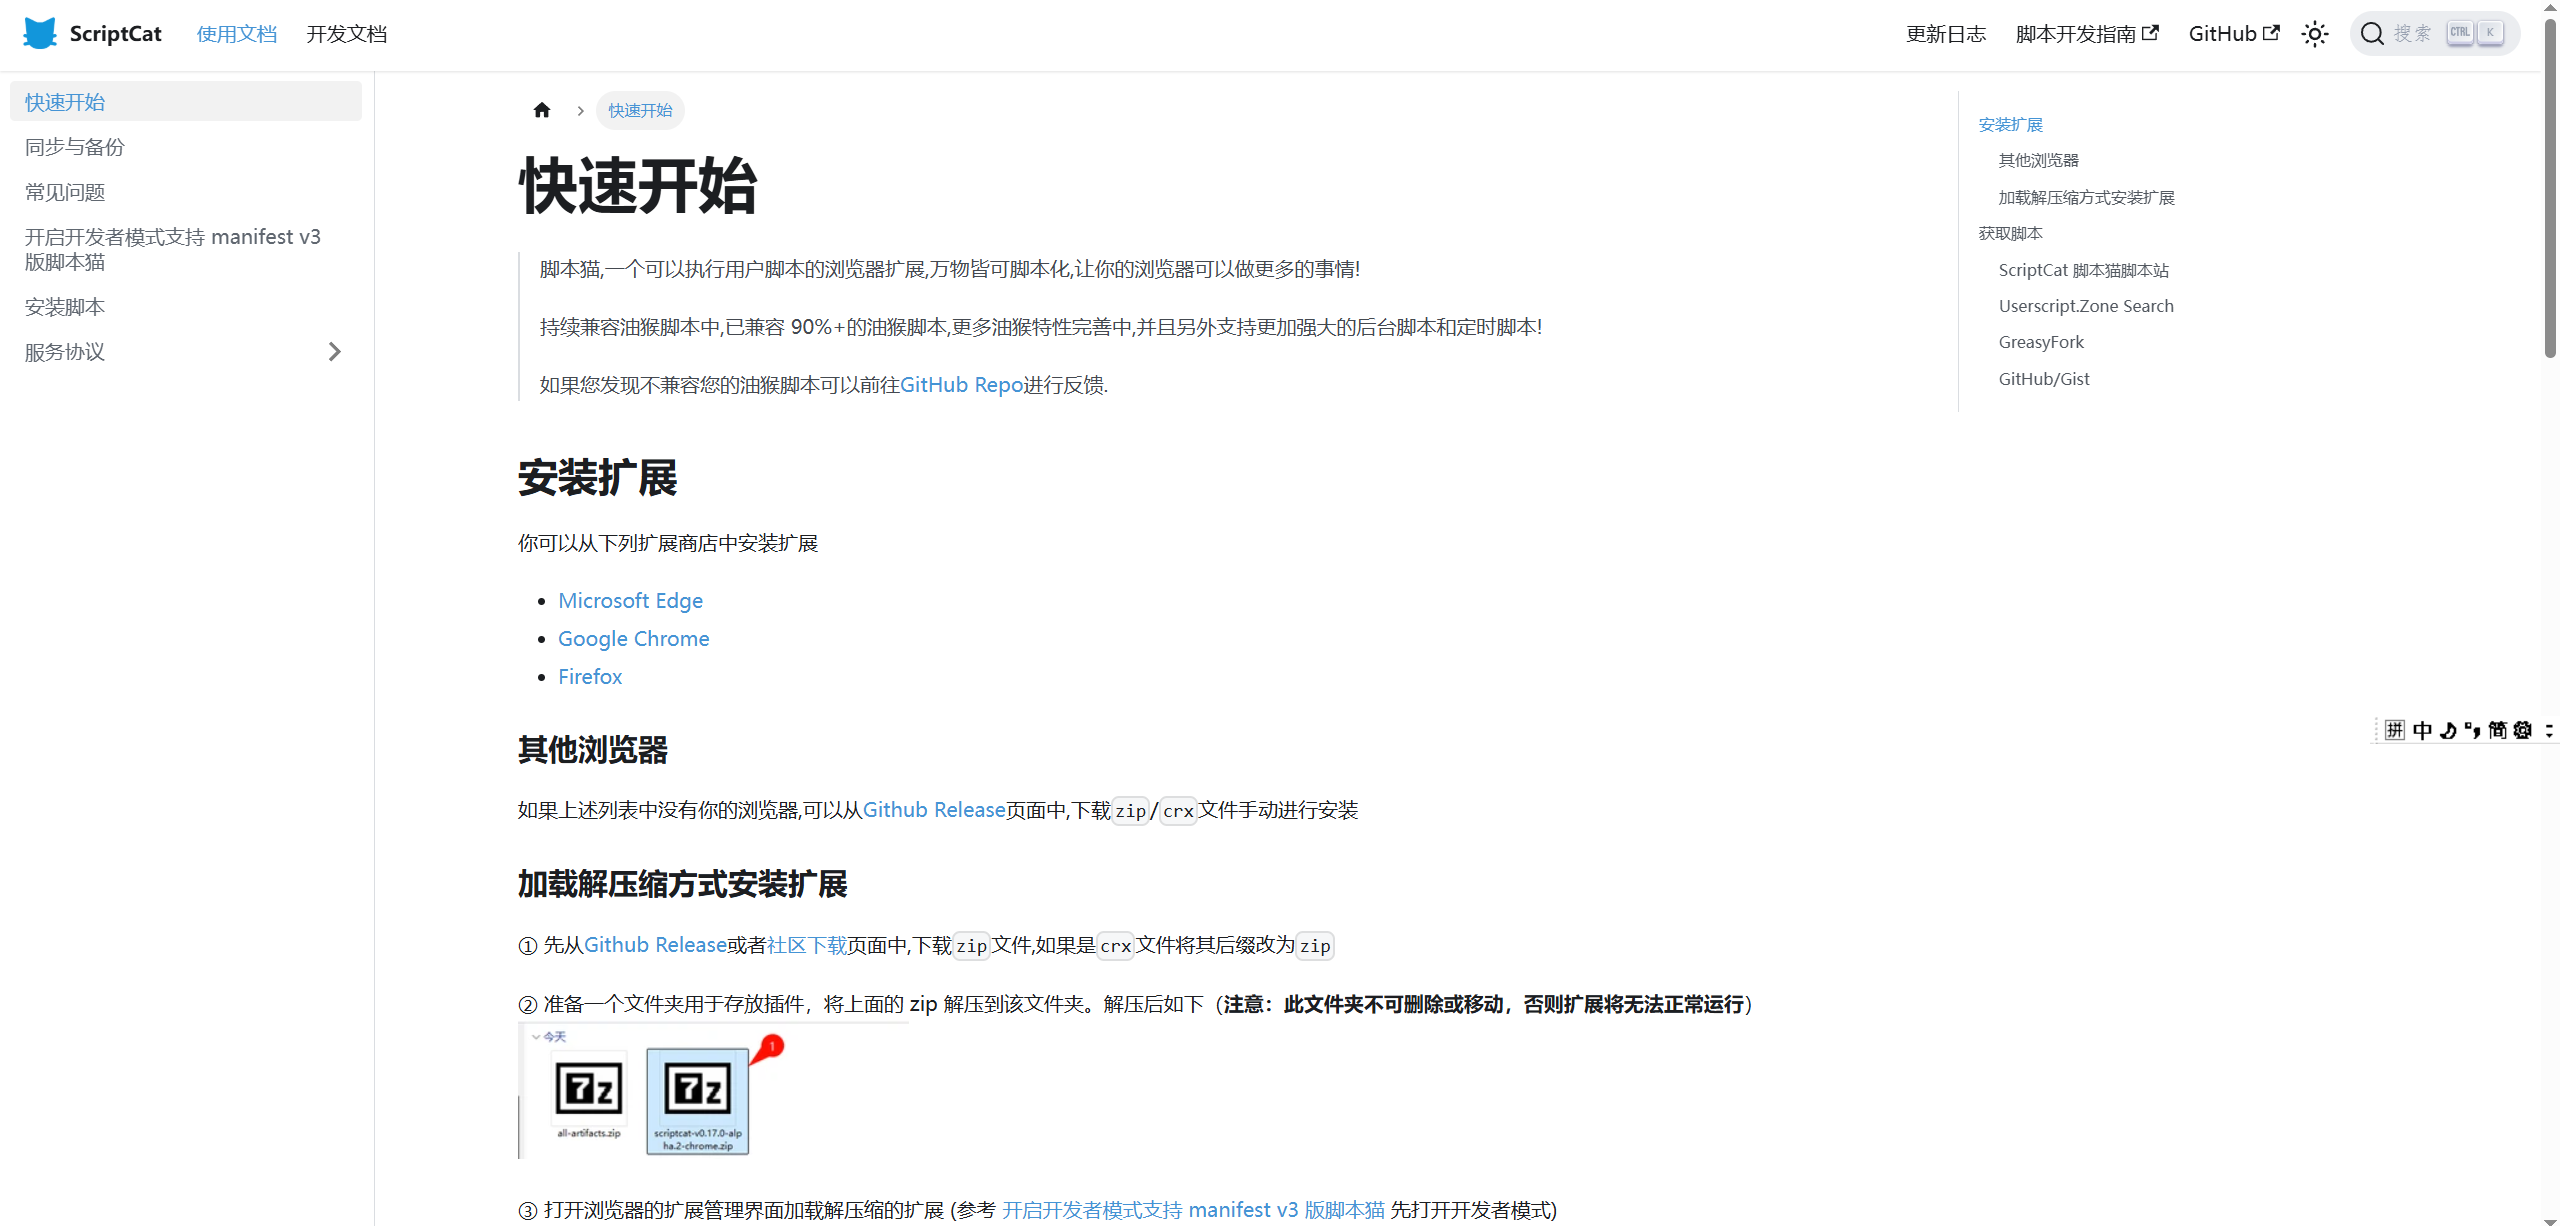 ScriptCat 使用文档 开发文档 更新日志 脚本开发指南 GitHub 搜索 CTRL K
快速开始
同步与备份
常见问题
开启开发者模式支持 manifest v3
版脚本猫
安装脚本
服务协议
快速开始
快速开始
脚本猫,一个可以执行用户脚本的浏览器扩展,万物皆可脚本化,让你的浏览器可以做更多的事情!
持续兼容油猴脚本中,已兼容 90%+的油猴脚本,更多油猴特性完善中,并且另外支持更加强大的后台脚本和定时脚本!
如果您发现不兼容您的油猴脚本可以前往GitHub Repo进行反馈.
安装扩展
你可以从下列扩展商店中安装扩展
• Microsoft Edge
• Google Chrome
• Firefox
其他浏览器
如果上述列表中没有你的浏览器,可以从Github Release页面中,下载zip/crx文件手动进行安装
加载解压缩方式安装扩展
① 先从Github Release或者社区下载页面中,下载zip文件,如果是crx文件将其后缀改为zip
② 准备一个文件夹用于存放插件，将上面的 zip 解压到该文件夹。解压后如下（注意：此文件夹不可删除或移动，否则扩展将无法正常运行）
今天
1
7z 7z
all-artifacts.zip
scriptcat-v0.17.0-alp
ha.2-chrome.zip
③ 打开浏览器的扩展管理界面加载解压缩的扩展 (参考 开启开发者模式支持 manifest v3 版脚本猫 先打开开发者模式)
安装扩展
其他浏览器
加载解压缩方式安装扩展
获取脚本
ScriptCat 脚本猫脚本站
Userscript.Zone Search
GreasyFork
GitHub/Gist
拼 中 简